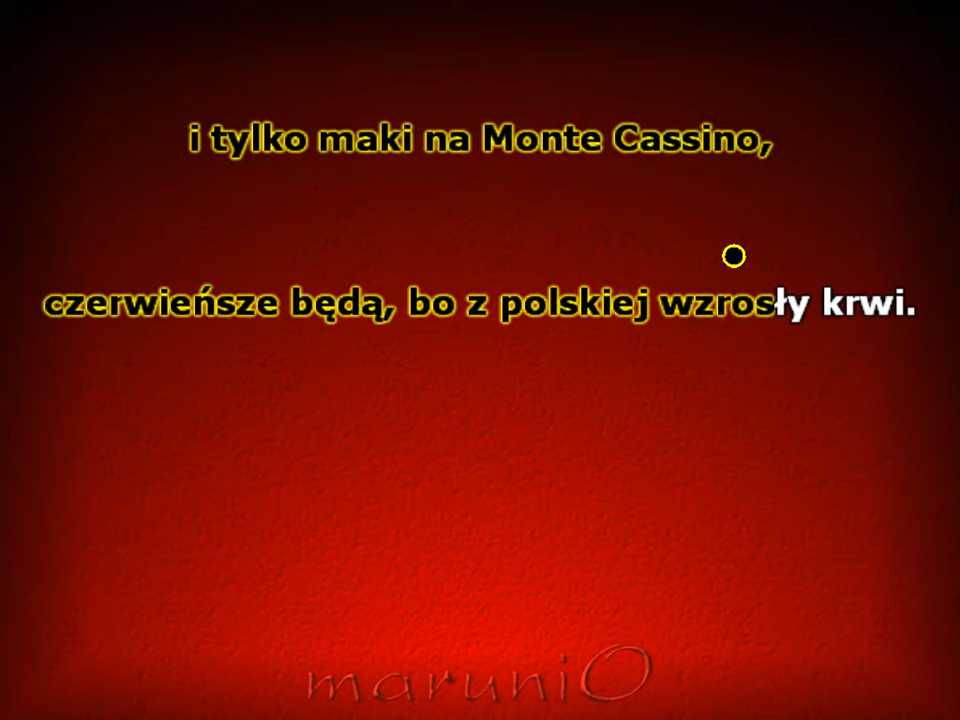 i tylko maki na Monte Cassino,
czerwieńsze będą, bo z polskiej wzrosły krwi.
maruniO